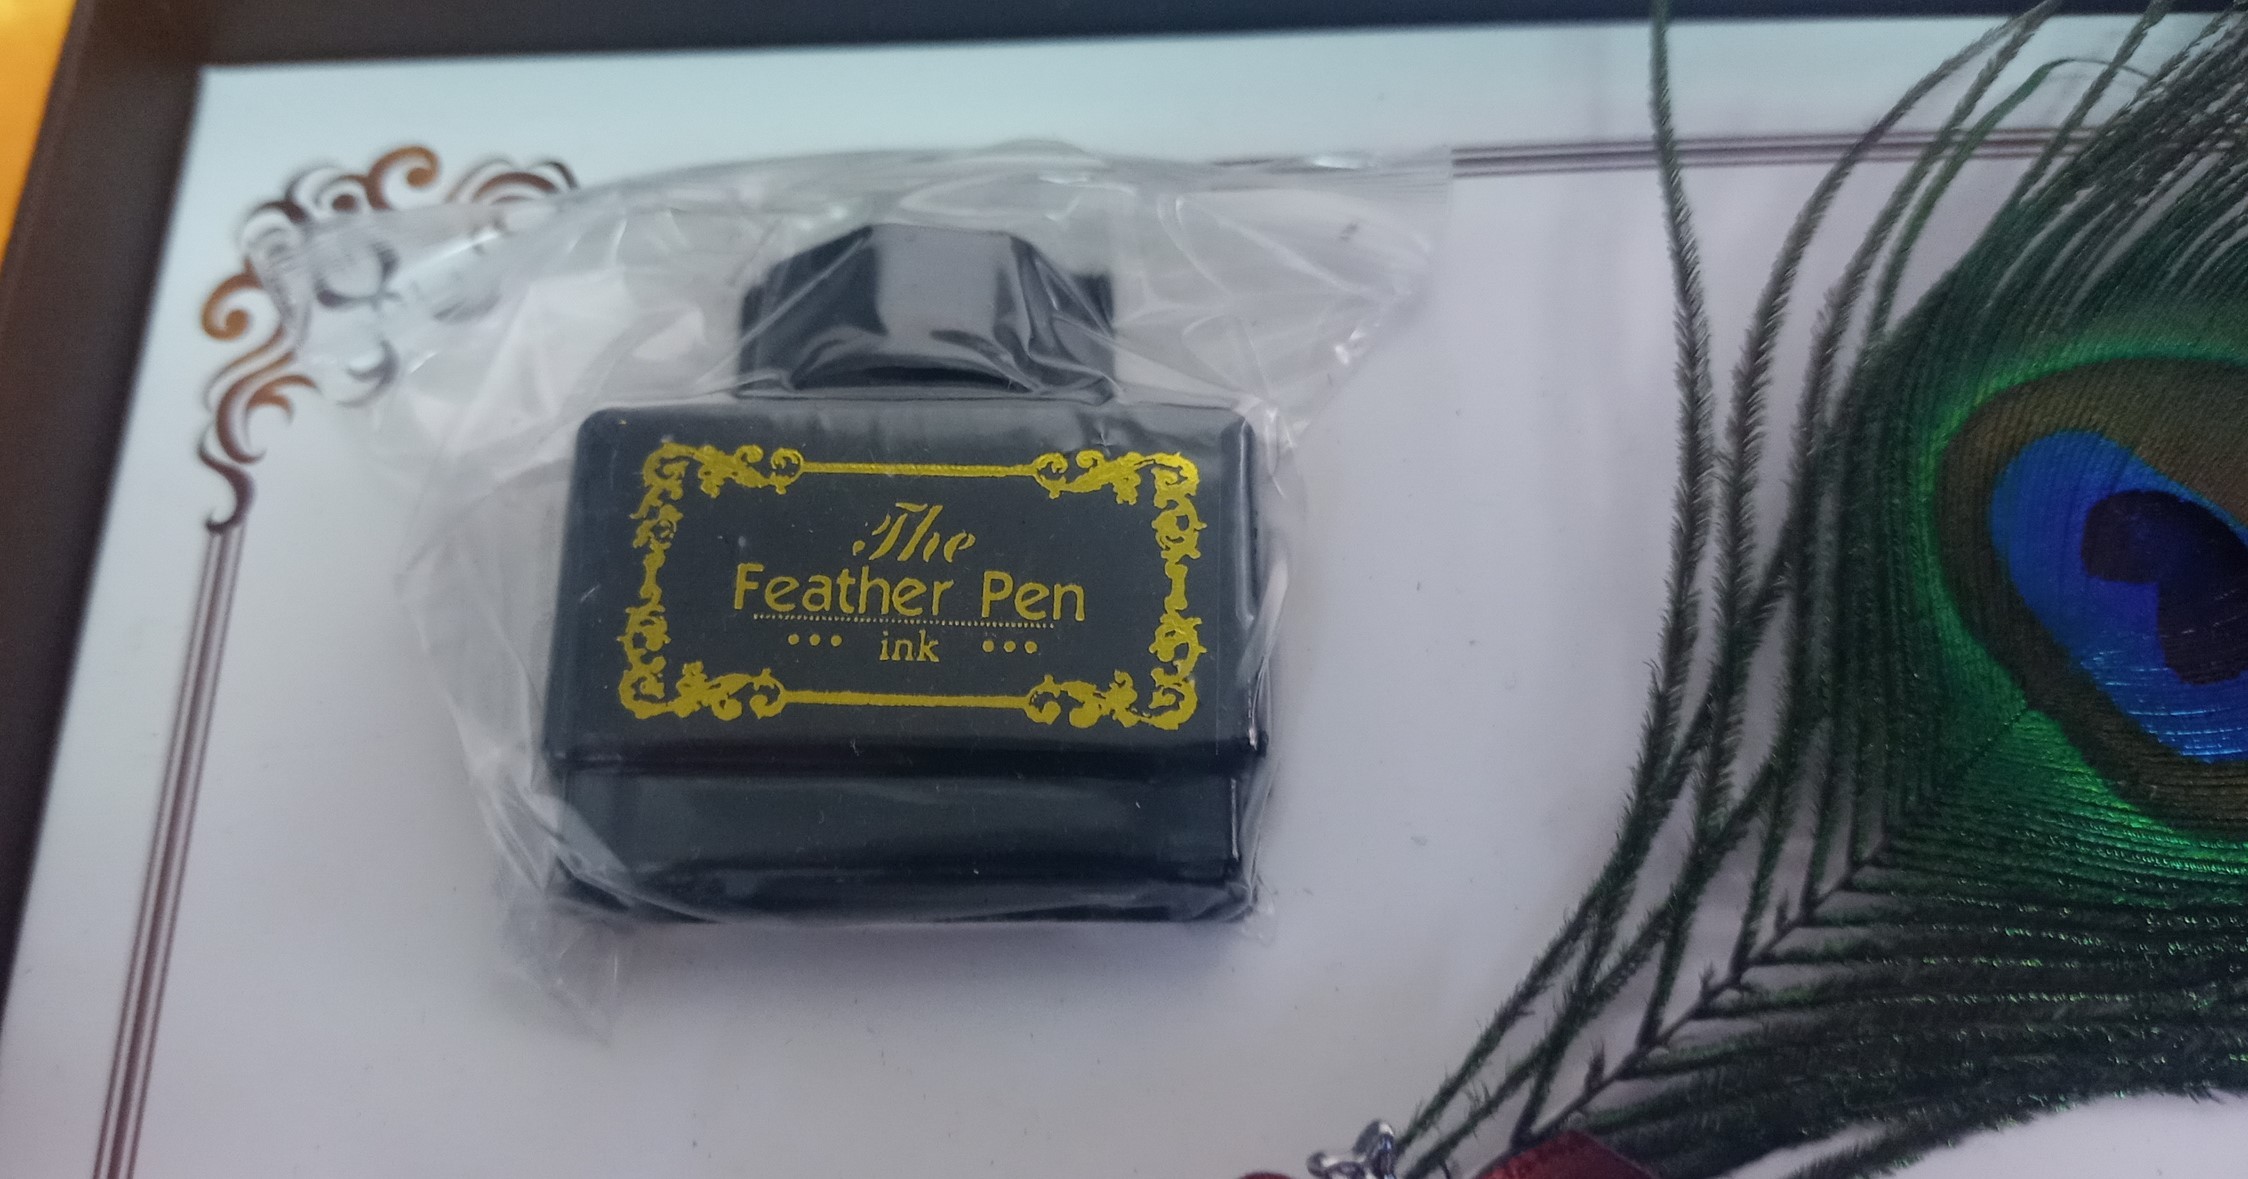 The
Feather Pen
••• ink •••